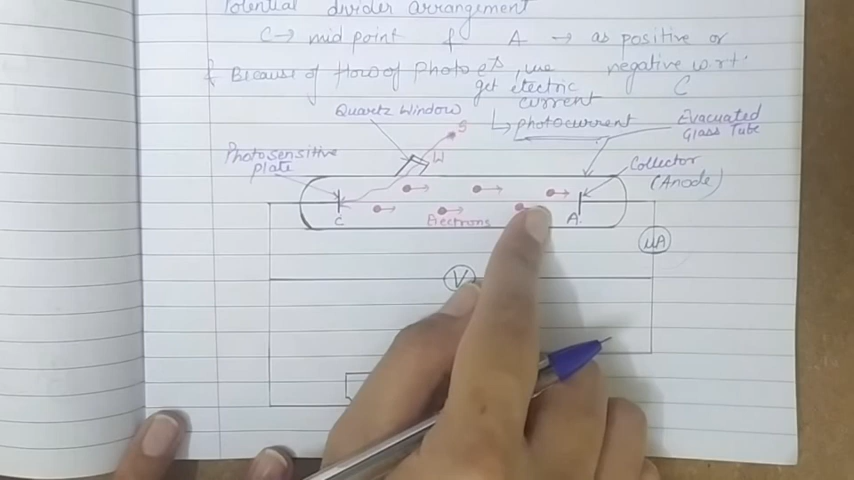 Potential divider arrangement
C → mid point & A → as positive or
& Because of flow of photo e⁻s, we negative w.r.t.
get electric C
current
↳ photocurrent
Quartz Window
Evacuated
Glass Tube
S
W
Photosensitive
plate
Collector
(Anode)
C
Electrons
A
μA
V